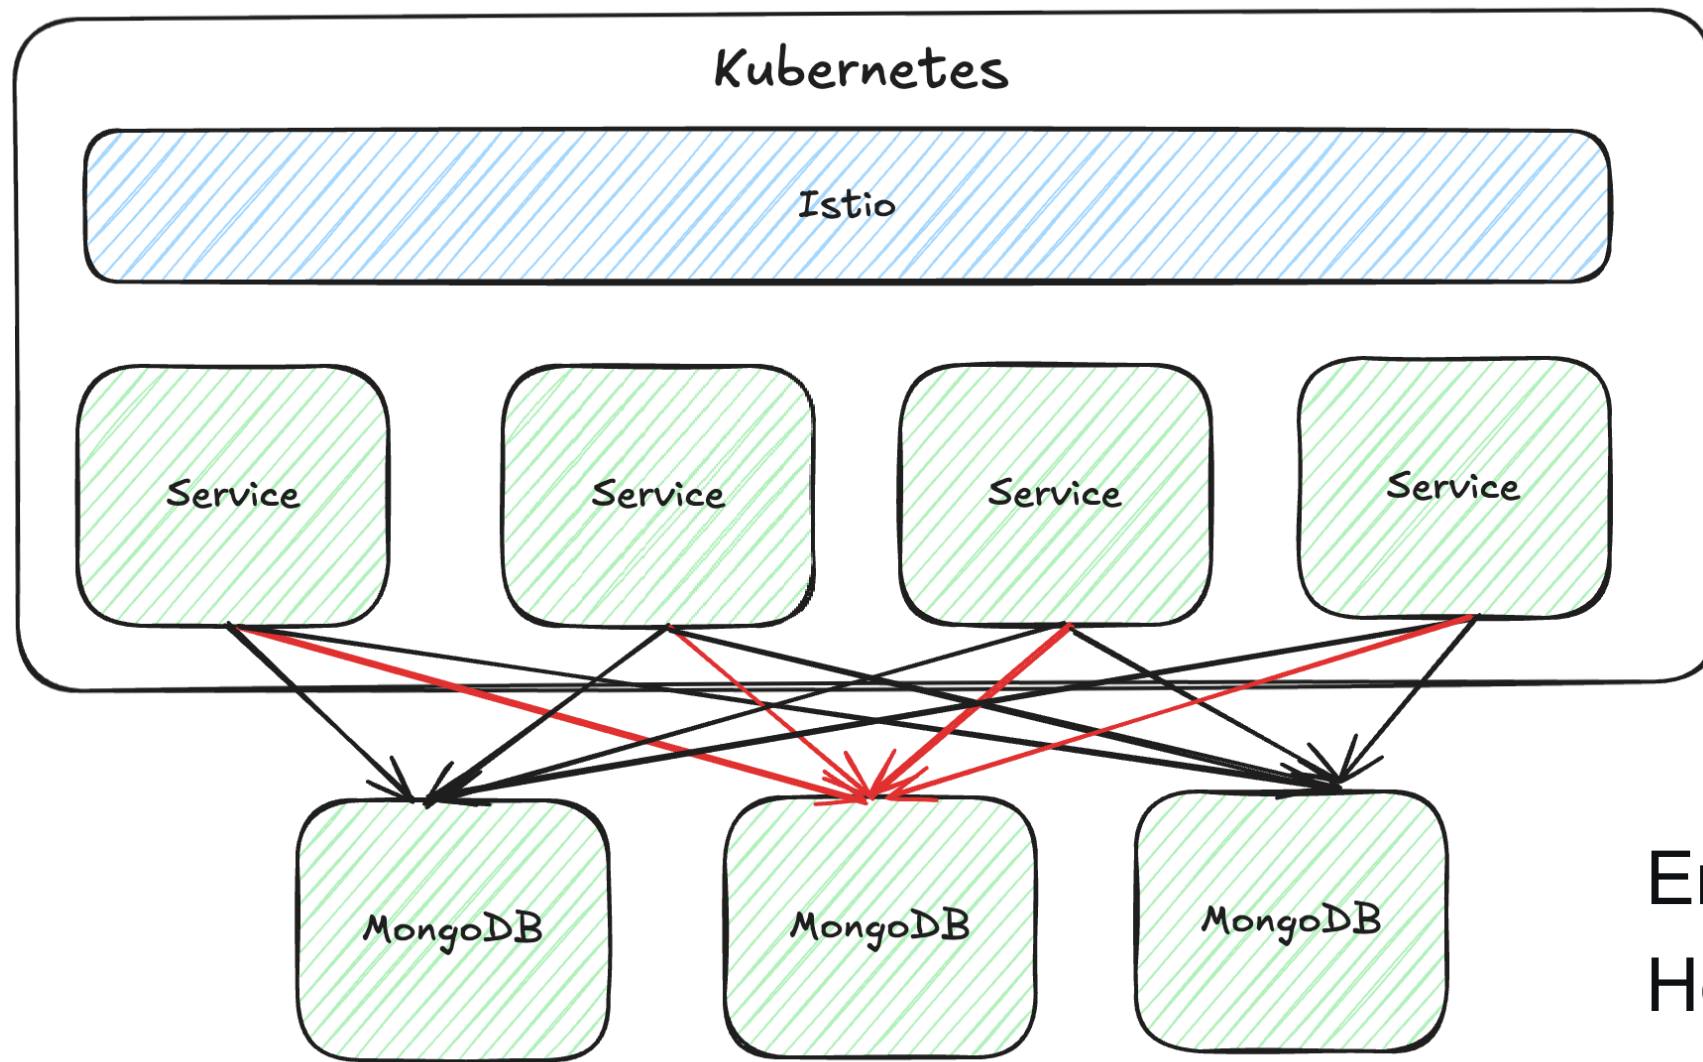 Kubernetes
Istio
Service
Service
Service
Service
MongoDB
MongoDB
MongoDB